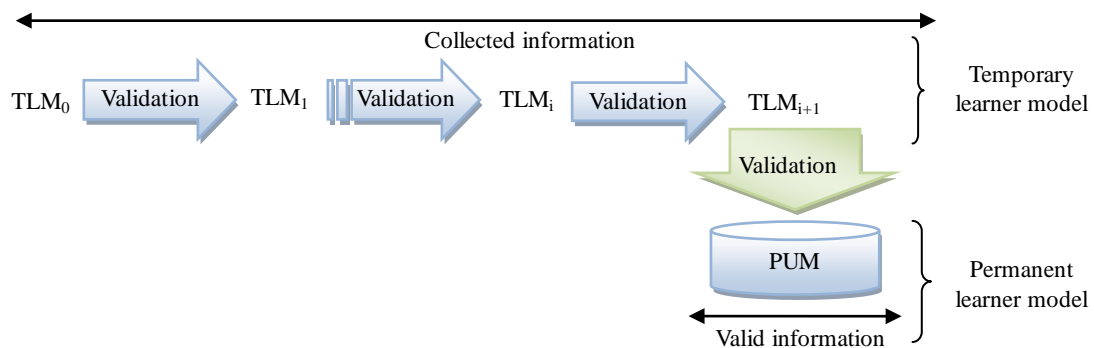 Collected information
TLM₀ Validation TLM₁ Validation TLMᵢ Validation TLMᵢ₊₁
Temporary
learner model
Validation
PUM
Permanent
learner model
Valid information